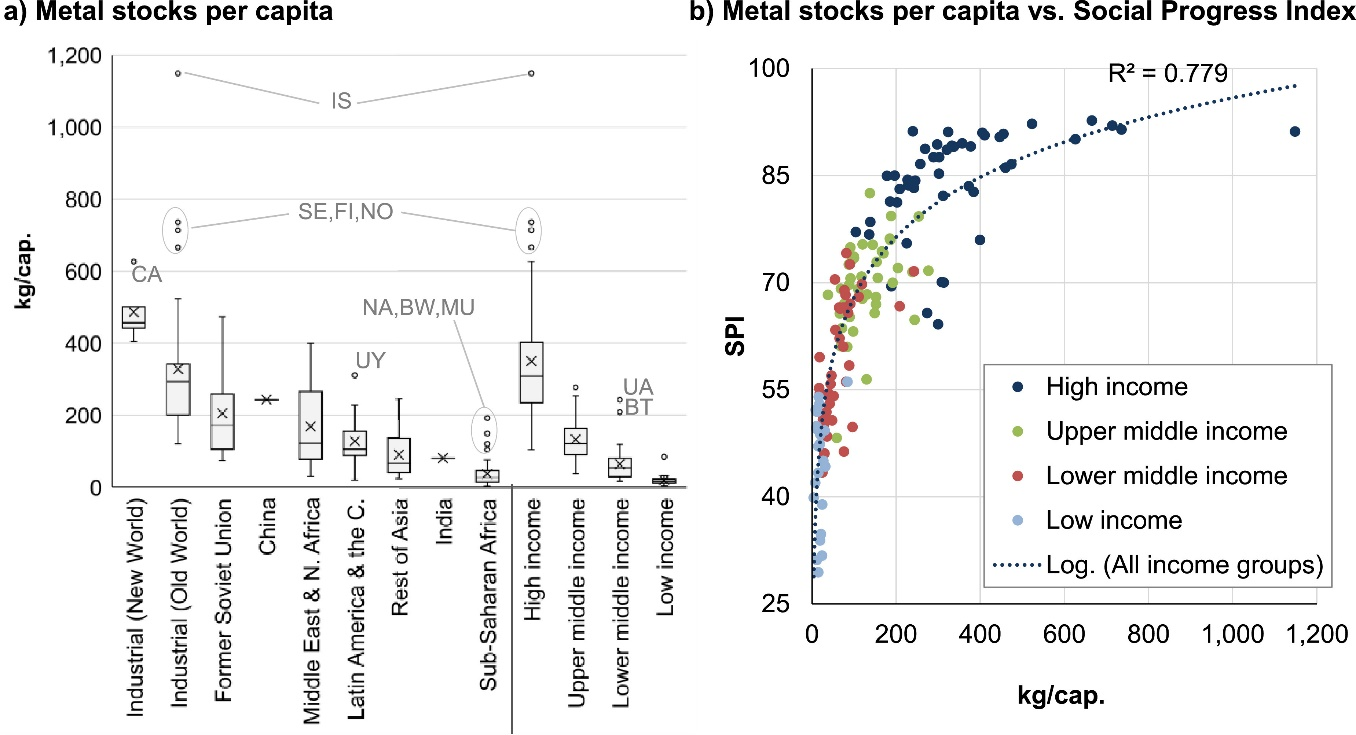 a) Metal stocks per capita
1,200
1,000
800
600
400
200
0
kg/cap.
IS
SE,FI,NO
CA
NA,BW,MU
UY
UA
BT
Industrial (New World)
Industrial (Old World)
Former Soviet Union
China
Middle East & N. Africa
Latin America & the C.
Rest of Asia
India
Sub-Saharan Africa
High income
Upper middle income
Lower middle income
Low income
b) Metal stocks per capita vs. Social Progress Index
R² = 0.779
100
85
70
55
40
25
SPI
High income
Upper middle income
Lower middle income
Low income
Log. (All income groups)
0 200 400 600 800 1,000 1,200
kg/cap.